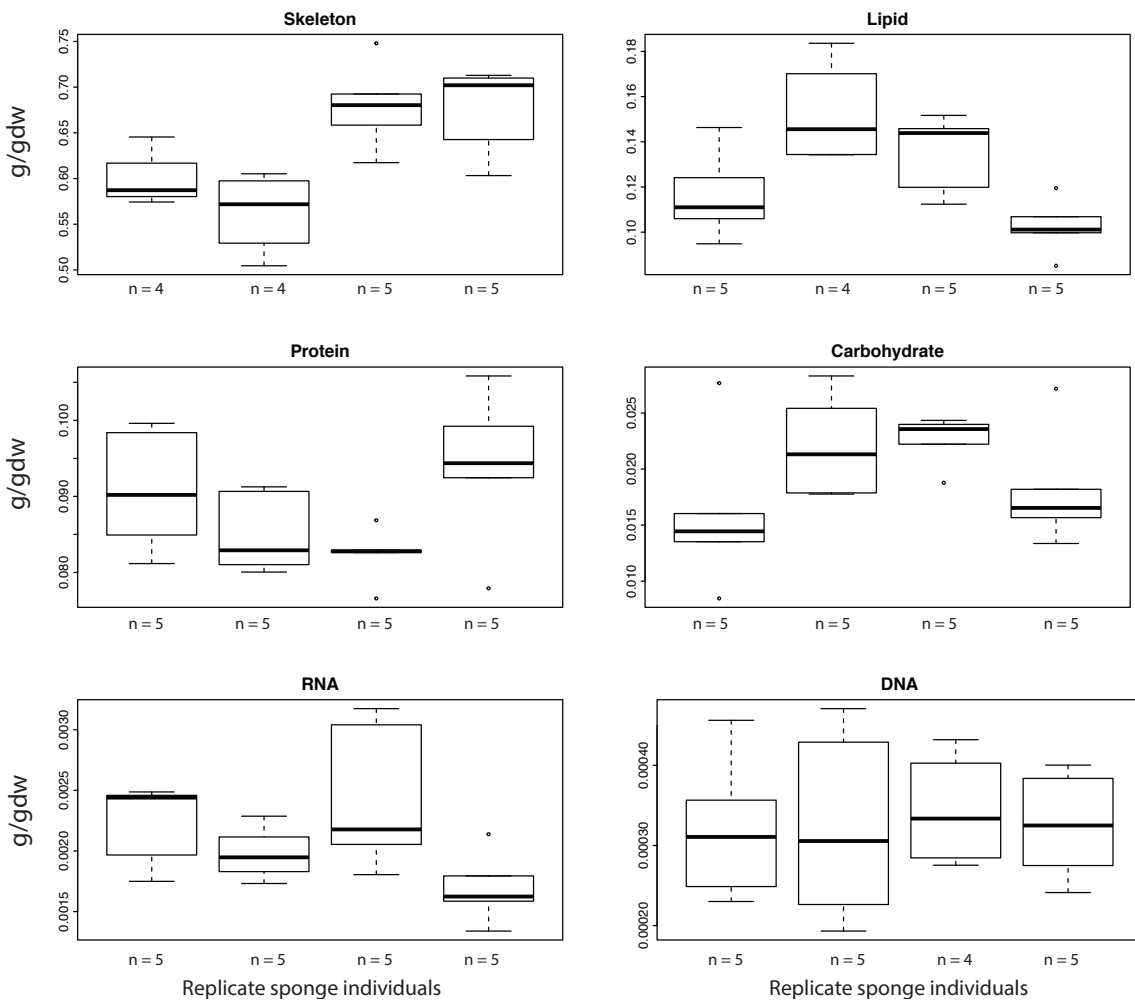 Skeleton
g/gdw
0.75
0.70
0.65
0.60
0.55
0.50
n = 4
n = 4
n = 5
n = 5
Lipid
0.18
0.16
0.14
0.12
0.10
n = 5
n = 4
n = 5
n = 5
Protein
g/gdw
0.100
0.090
0.080
n = 5
n = 5
n = 5
n = 5
Carbohydrate
0.025
0.020
0.015
0.010
n = 5
n = 5
n = 5
n = 5
RNA
g/gdw
0.0030
0.0025
0.0020
0.0015
n = 5
n = 5
n = 5
n = 5
Replicate sponge individuals
DNA
0.00040
0.00030
0.00020
n = 5
n = 5
n = 4
n = 5
Replicate sponge individuals